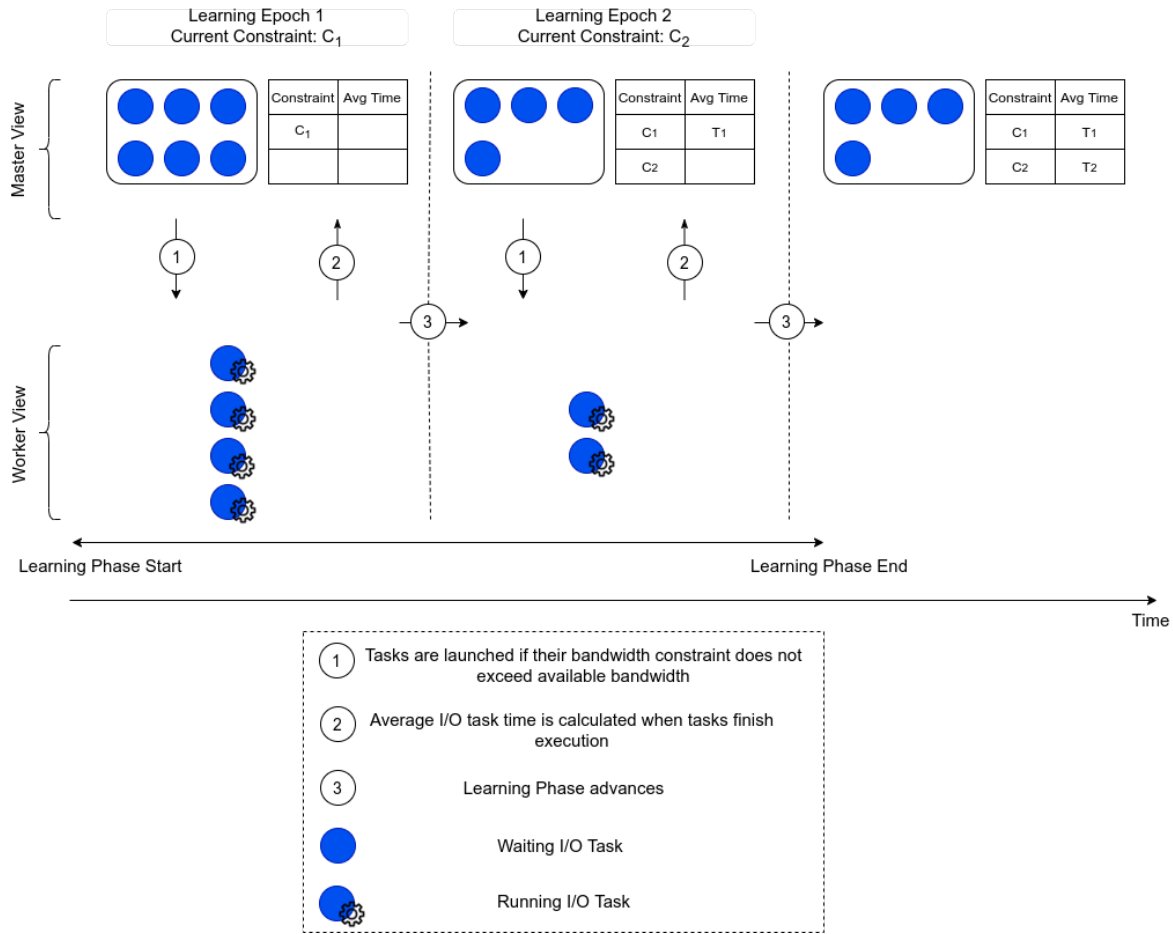 Learning Epoch 1
Current Constraint: C1
Learning Epoch 2
Current Constraint: C2
Master View
Constraint Avg Time
C1
Constraint Avg Time
C1 T1
C2
Constraint Avg Time
C1 T1
C2 T2
1
2
1
2
3
3
Worker View
Learning Phase Start
Learning Phase End
Time
1 Tasks are launched if their bandwidth constraint does not
exceed available bandwidth
2 Average I/O task time is calculated when tasks finish
execution
3 Learning Phase advances
Waiting I/O Task
Running I/O Task